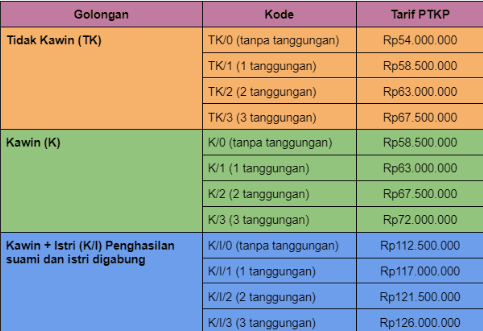 Golongan Kode Tarif PTKP
Tidak Kawin (TK) TK/0 (tanpa tanggungan) Rp54.000.000
TK/1 (1 tanggungan) Rp58.500.000
TK/2 (2 tanggungan) Rp63.000.000
TK/3 (3 tanggungan) Rp67.500.000
Kawin (K) K/0 (tanpa tanggungan) Rp58.500.000
K/1 (1 tanggungan) Rp63.000.000
K/2 (2 tanggungan) Rp67.500.000
K/3 (3 tanggungan) Rp72.000.000
Kawin + Istri (K/I) Penghasilan K/I/0 (tanpa tanggungan) Rp112.500.000
suami dan istri digabung
K/I/1 (1 tanggungan) Rp117.000.000
K/I/2 (2 tanggungan) Rp121.500.000
K/I/3 (3 tanggungan) Rp126.000.000